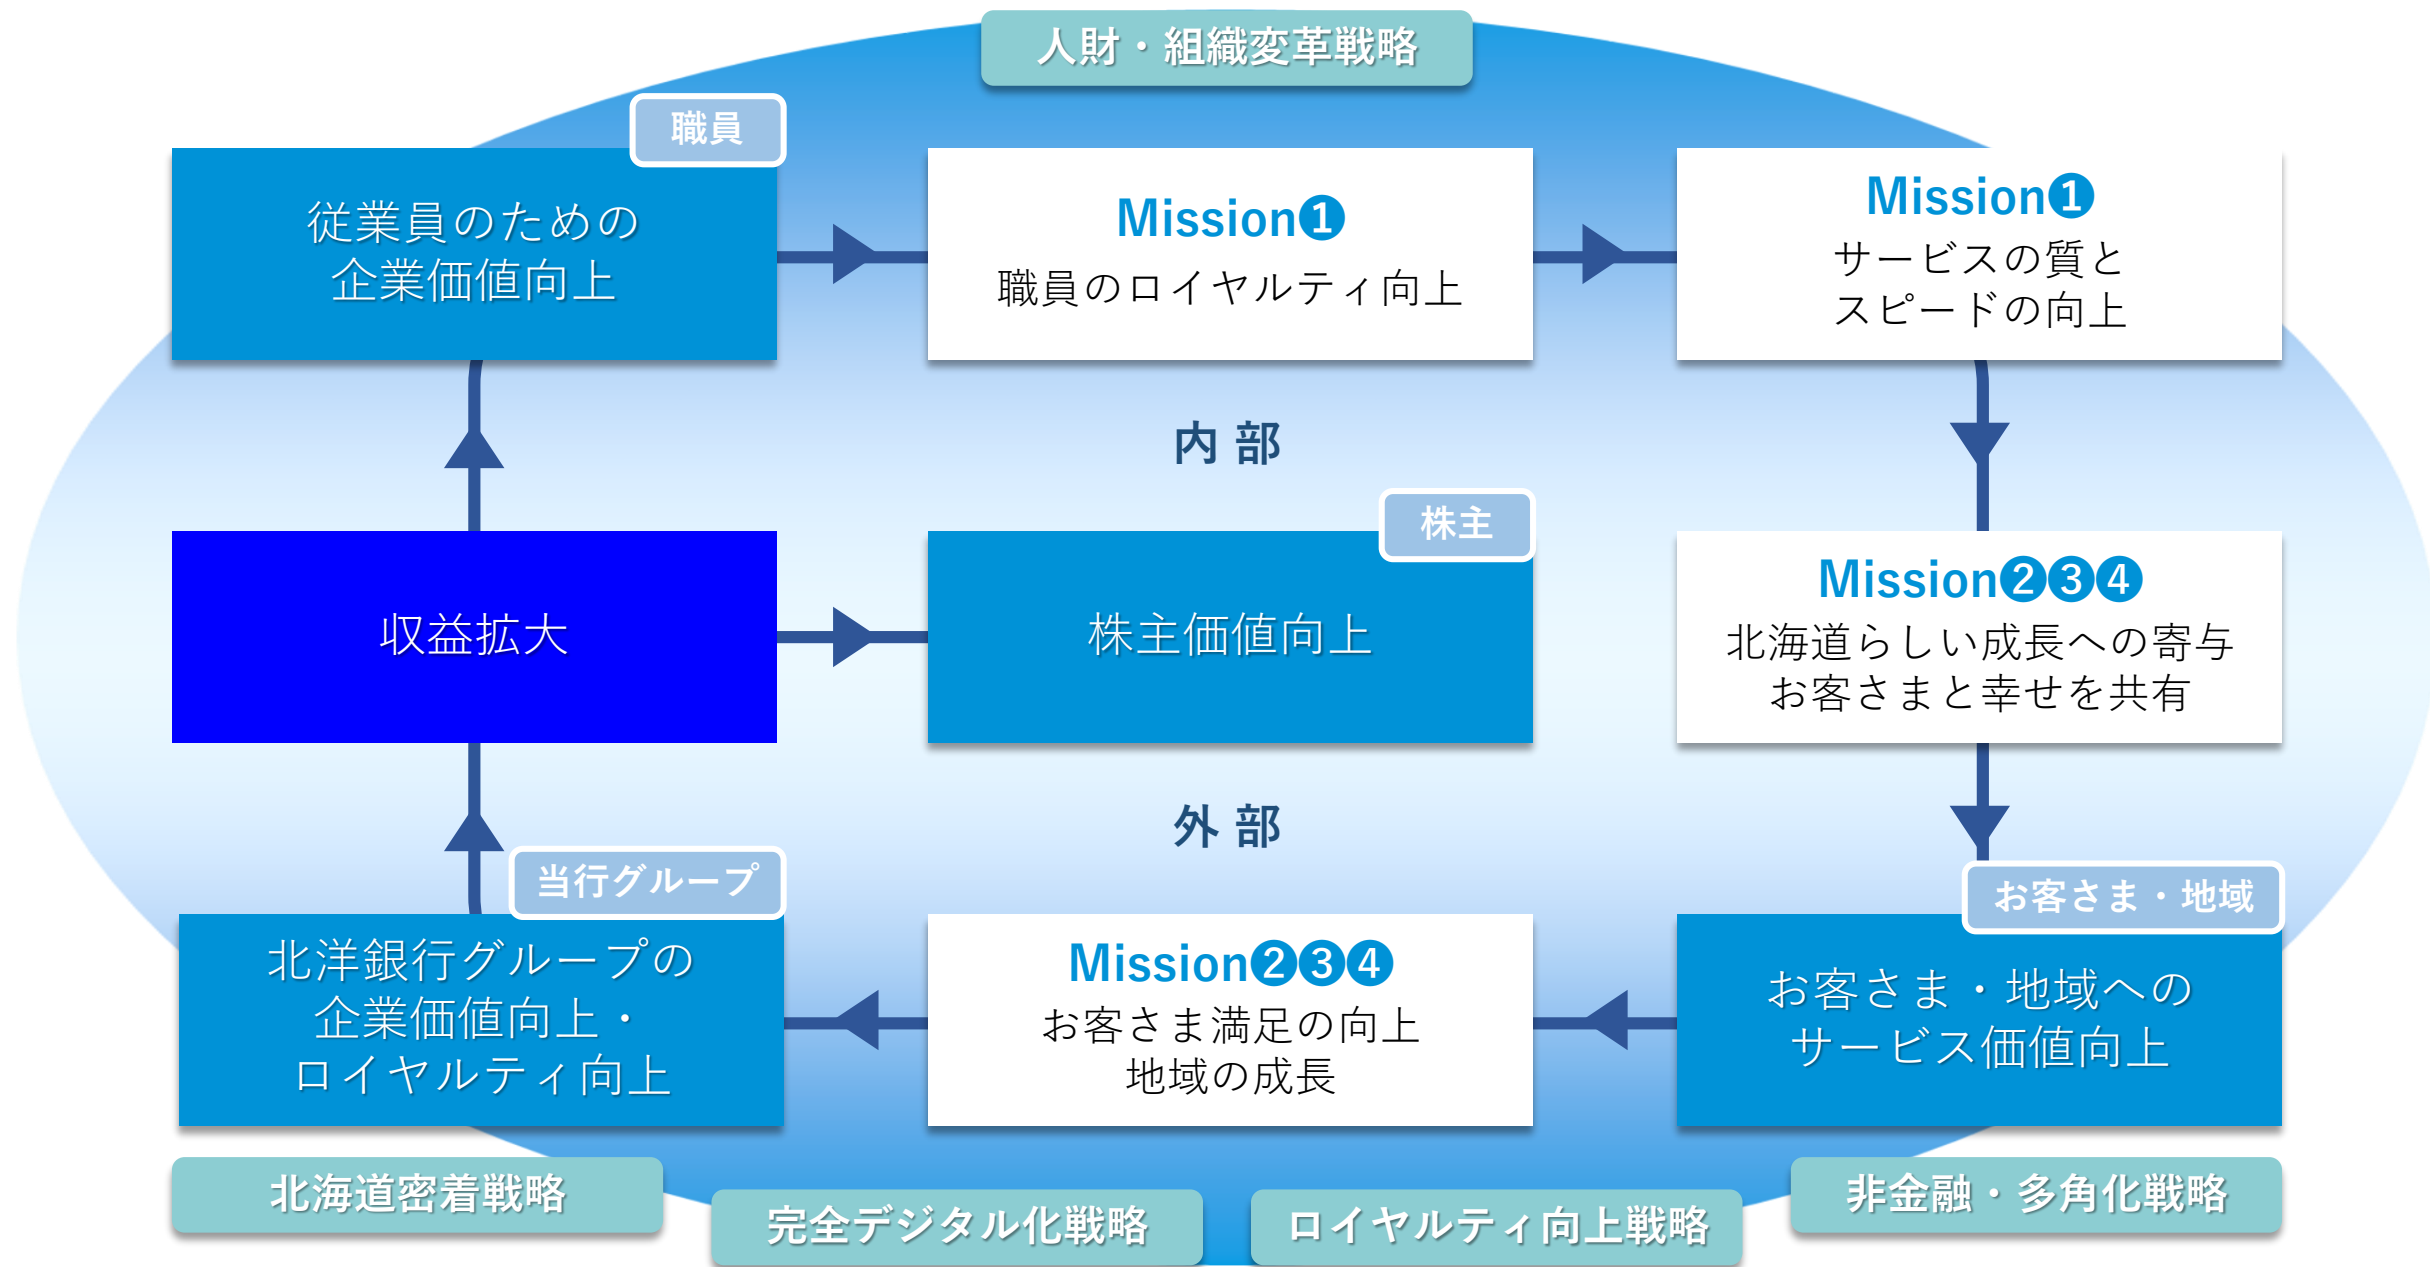 人財・組織変革戦略
職員
従業員のための
企業価値向上
Mission❶
職員のロイヤルティ向上
Mission❶
サービスの質と
スピードの向上
内 部
収益拡大
株主
株主価値向上
Mission❷❸❹
北海道らしい成長への寄与
お客さまと幸せを共有
外 部
当行グループ
北洋銀行グループの
企業価値向上・
ロイヤルティ向上
Mission❷❸❹
お客さま満足の向上
地域の成長
お客さま・地域
お客さま・地域への
サービス価値向上
北海道密着戦略
完全デジタル化戦略
ロイヤルティ向上戦略
非金融・多角化戦略